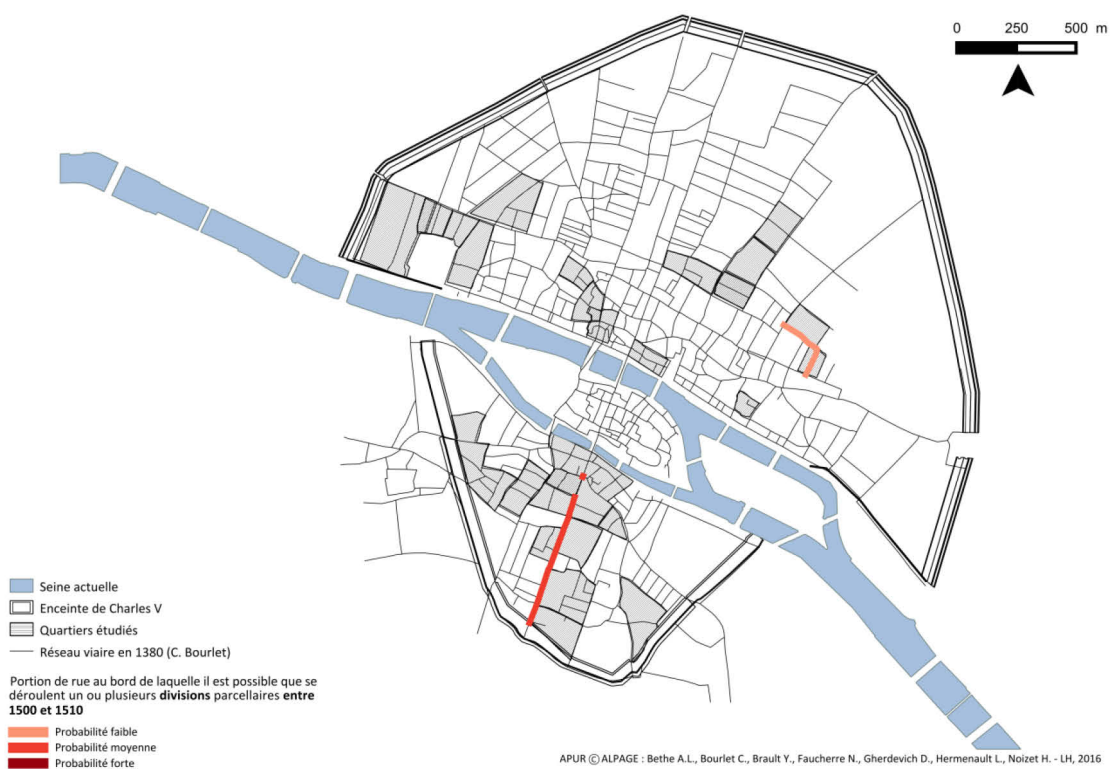 0 250 500 m
Seine actuelle
Enceinte de Charles V
Quartiers étudiés
Réseau viaire en 1380 (C. Bourlet)
Portion de rue au bord de laquelle il est possible que se
déroulent un ou plusieurs divisions parcellaires entre
1500 et 1510
Probabilité faible
Probabilité moyenne
Probabilité forte
APUR © ALPAGE : Bethe A.L., Bourlet C., Brault Y., Faucherre N., Gherdevich D., Hermenault L., Noizet H. - LH, 2016